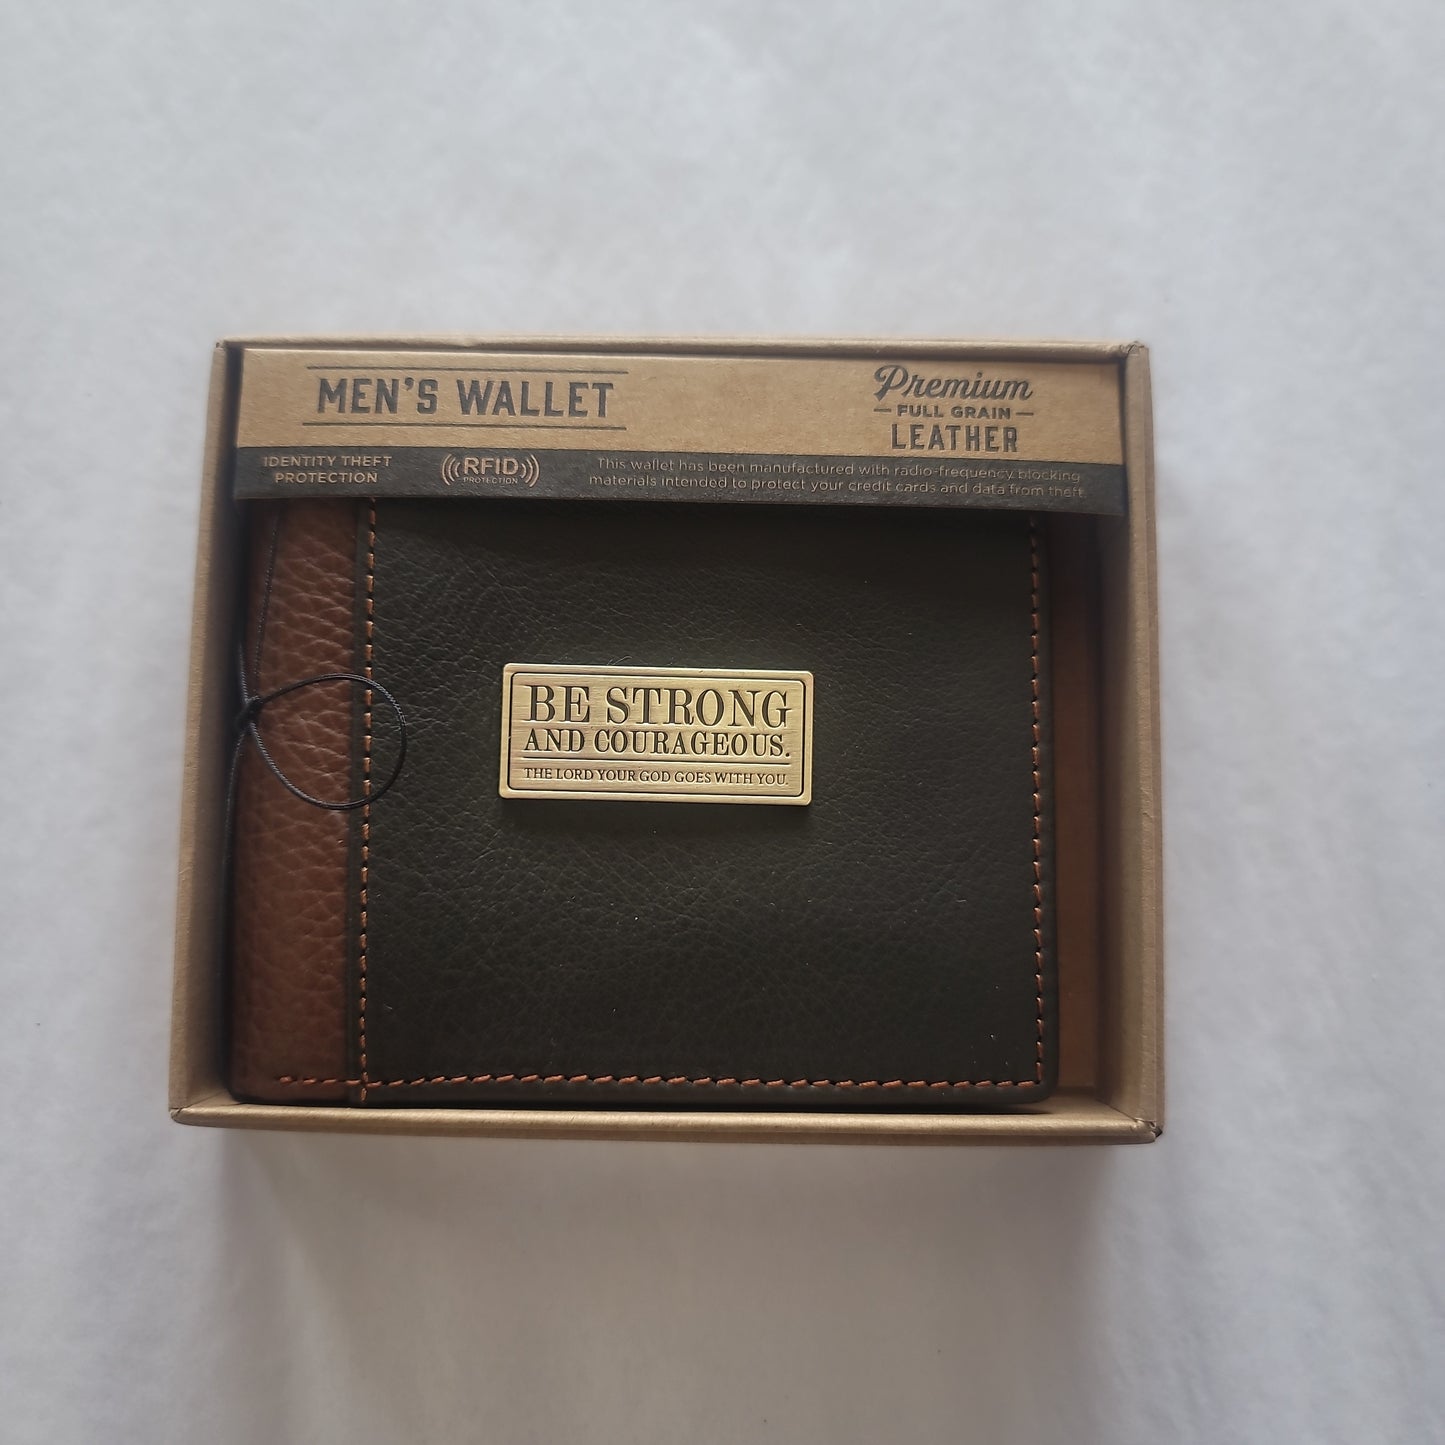 MEN'S WALLET
Premium
FULL GRAIN
LEATHER
IDENTITY THEFT
PROTECTION
RFID
PROTECTION
This wallet has been manufactured with radio-frequency blocking
materials intended to protect your credit cards and data from theft.
BE STRONG
AND COURAGEOUS.
THE LORD YOUR GOD GOES WITH YOU.